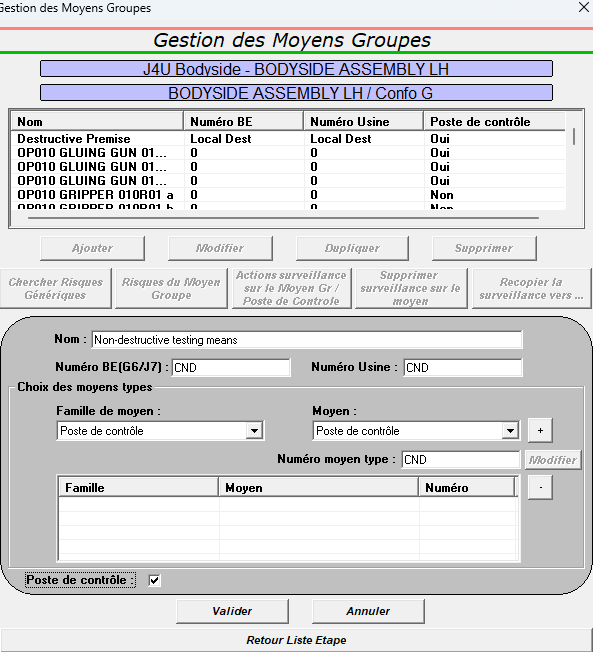 Gestion des Moyens Groupes
Gestion des Moyens Groupes
J4U Bodyside - BODYSIDE ASSEMBLY LH
BODYSIDE ASSEMBLY LH / Confo G
Nom Numéro BE Numéro Usine Poste de contrôle
Destructive Premise Local Dest Local Dest Oui
OP010 GLUING GUN 01... 0 0 Oui
OP010 GLUING GUN 01... 0 0 Oui
OP010 GLUING GUN 01... 0 0 Oui
OP010 GRIPPER 010R01 a 0 0 Non
OP010 GRIPPER 010R01 b 0 0 Non
Ajouter Modifier Dupliquer Supprimer
Chercher Risques Génériques
Risques du Moyen Groupe
Actions surveillance sur le Moyen Gr / Poste de Controle
Supprimer surveillance sur le moyen
Recopier la surveillance vers ...
Nom : Non-destructive testing means
Numéro BE(G6/J7) : CND Numéro Usine : CND
Choix des moyens types
Famille de moyen : Moyen :
Poste de contrôle Poste de contrôle +
Numéro moyen type : CND Modifier
Famille Moyen Numéro -
Poste de contrôle :
Valider Annuler
Retour Liste Etape